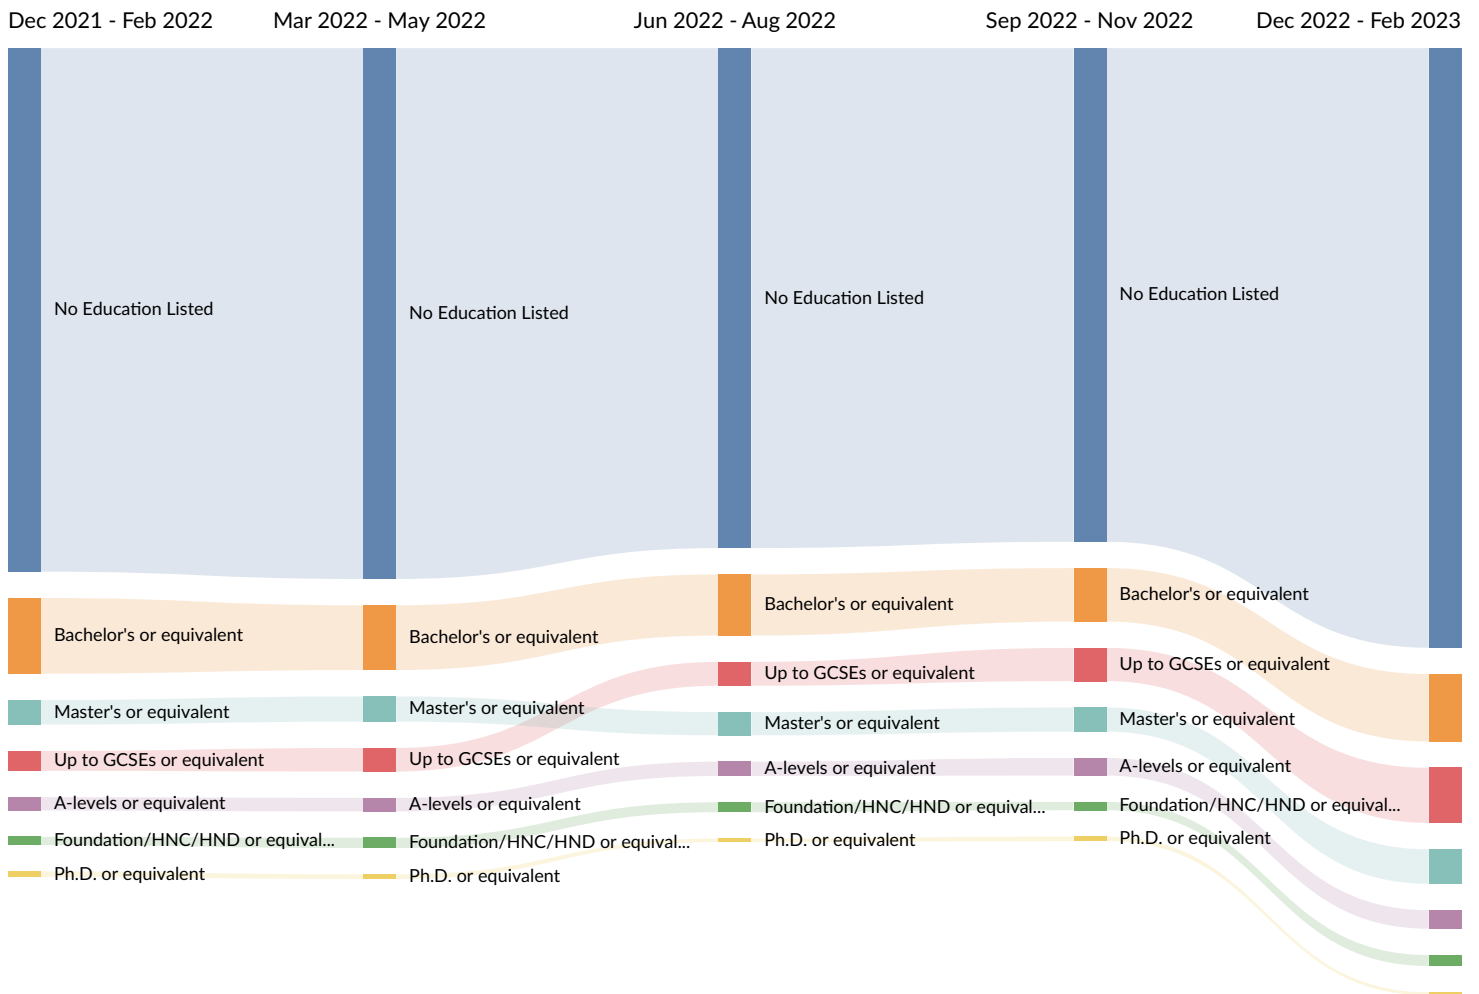 Dec 2021 - Feb 2022
Mar 2022 - May 2022
Jun 2022 - Aug 2022
Sep 2022 - Nov 2022
Dec 2022 - Feb 2023
No Education Listed
Bachelor's or equivalent
Master's or equivalent
Up to GCSEs or equivalent
A-levels or equivalent
Foundation/HNC/HND or equival...
Ph.D. or equivalent
No Education Listed
Bachelor's or equivalent
Master's or equivalent
Up to GCSEs or equivalent
A-levels or equivalent
Foundation/HNC/HND or equival...
Ph.D. or equivalent
No Education Listed
Bachelor's or equivalent
Up to GCSEs or equivalent
Master's or equivalent
A-levels or equivalent
Foundation/HNC/HND or equival...
Ph.D. or equivalent
No Education Listed
Bachelor's or equivalent
Up to GCSEs or equivalent
Master's or equivalent
A-levels or equivalent
Foundation/HNC/HND or equival...
Ph.D. or equivalent